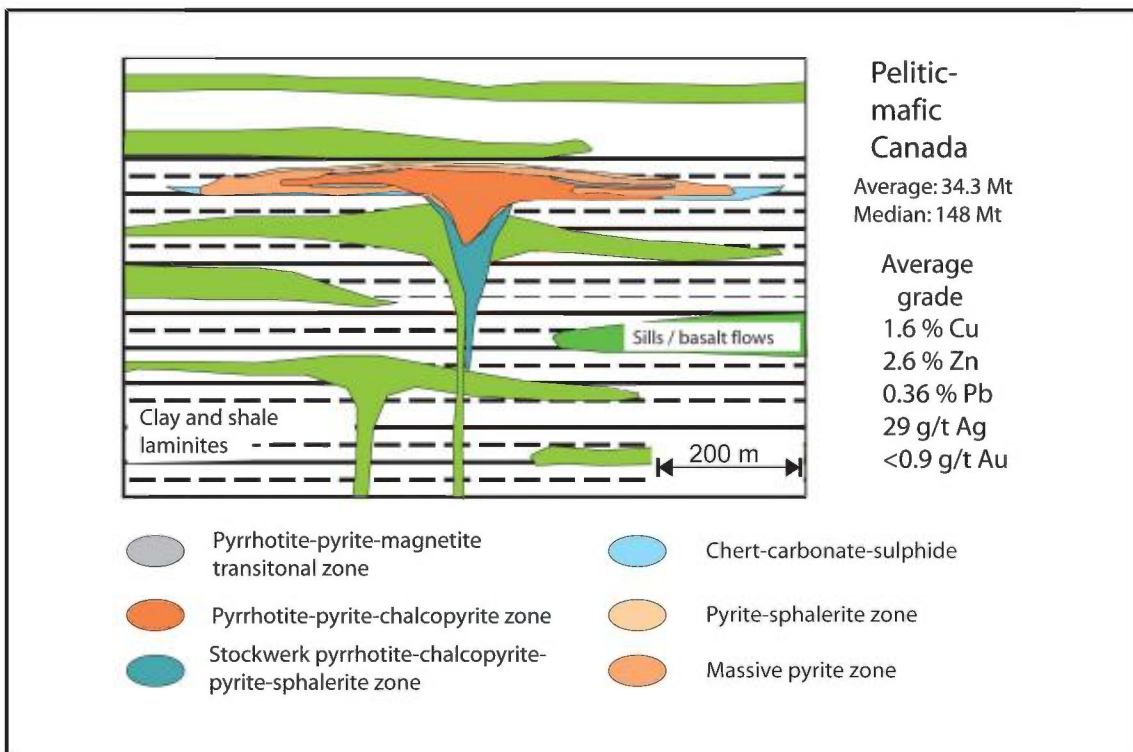 Pelitic-
mafic
Canada
Average: 34.3 Mt
Median: 148 Mt
Average
grade
1.6 % Cu
2.6 % Zn
0.36 % Pb
29 g/t Ag
<0.9 g/t Au
Sills / basalt flows
Clay and shale
laminites
200 m
Pyrrhotite-pyrite-magnetite
transitonal zone
Pyrrhotite-pyrite-chalcopyrite zone
Stockwerk pyrrhotite-chalcopyrite-
pyrite-sphalerite zone
Chert-carbonate-sulphide
Pyrite-sphalerite zone
Massive pyrite zone